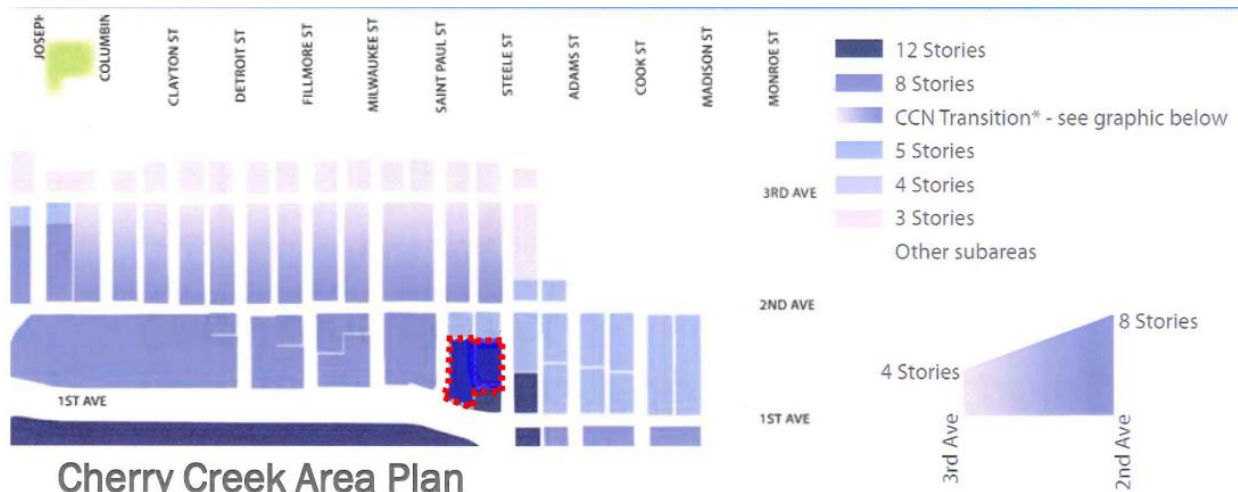 JOSEPH
COLUMBIN
CLAYTON ST
DETROIT ST
FILLMORE ST
MILWAUKEE ST
SAINT PAUL ST
STEELE ST
ADAMS ST
COOK ST
MADISON ST
MONROE ST
12 Stories
8 Stories
CCN Transition* - see graphic below
5 Stories
4 Stories
3 Stories
Other subareas
3RD AVE
2ND AVE
1ST AVE
1ST AVE
8 Stories
4 Stories
3rd Ave
2nd Ave
Cherry Creek Area Plan